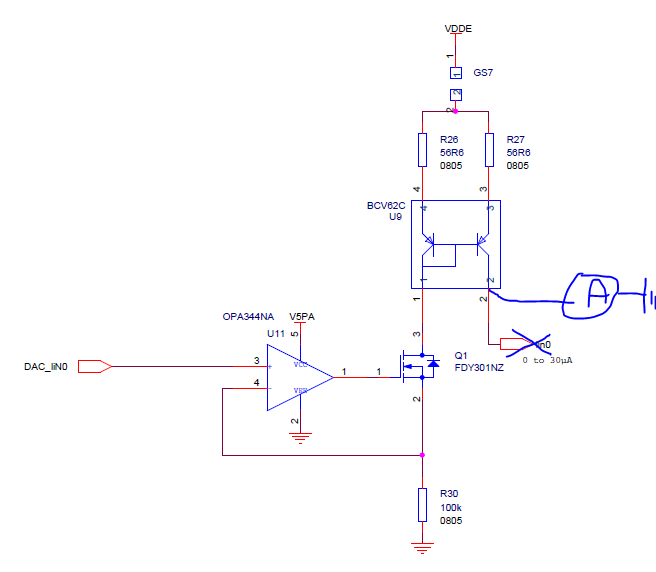 VDDE
1
1
GS7
2
2
R26
56R6
0805
R27
56R6
0805
4
3
BCV62C
U9
4
3
1
2
1
2
A
OPA344NA
V5PA
U11
5
VCC
3
Q1
FDY301NZ
0 to 30µA
DAC_IiN0
3
+
4
-
VEE
1
1
2
2
R30
100k
0805